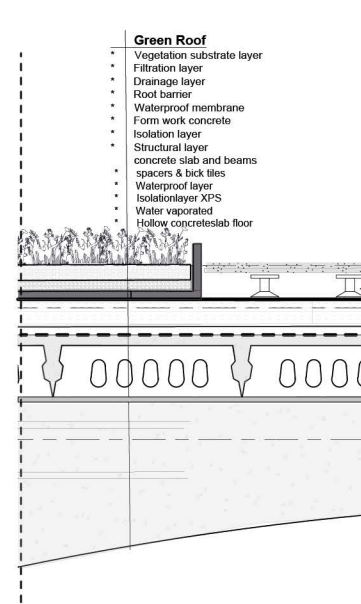 Green Roof
* Vegetation substrate layer
* Filtration layer
* Drainage layer
* Root barrier
* Waterproof membrane
* Form work concrete
* Isolation layer
* Structural layer
concrete slab and beams
* spacers & bick tiles
* Waterproof layer
* Isolationlayer XPS
* Water vaporated
* Hollow concreteslab floor